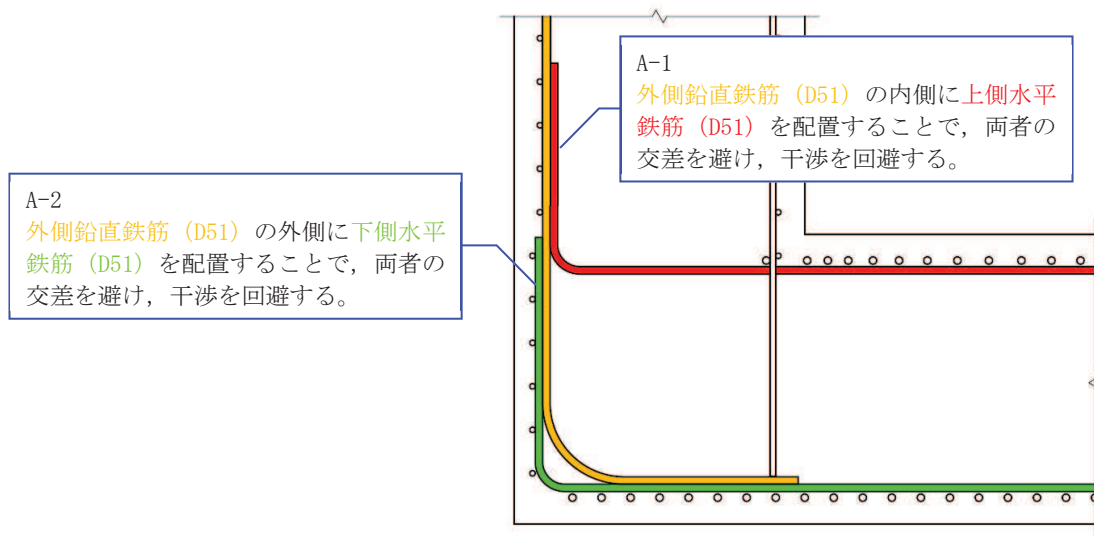 A-1
外側鉛直鉄筋（D51）の内側に上側水平
鉄筋（D51）を配置することで，両者の
交差を避け，干渉を回避する。
A-2
外側鉛直鉄筋（D51）の外側に下側水平
鉄筋（D51）を配置することで，両者の
交差を避け，干渉を回避する。